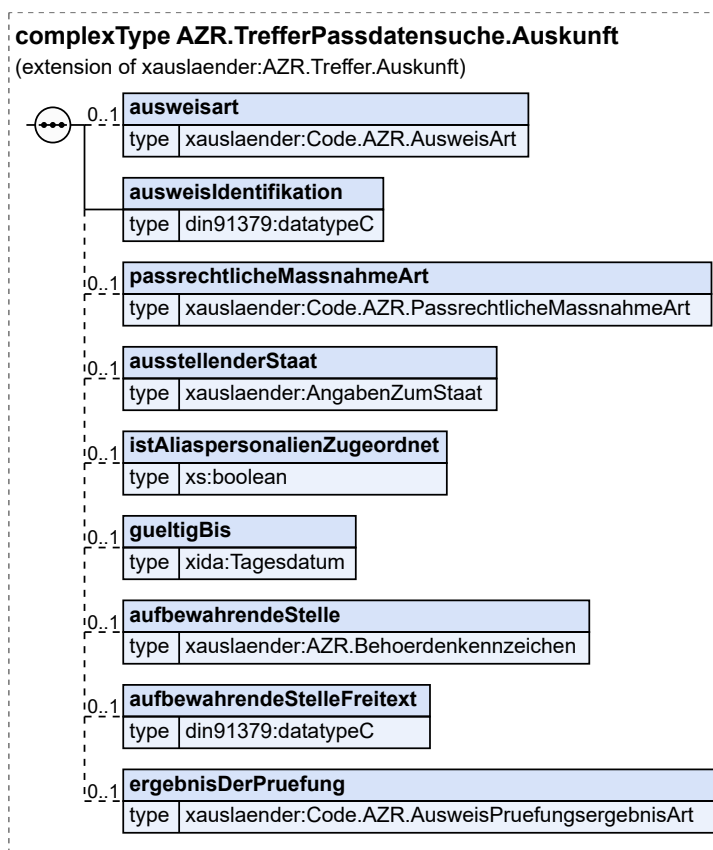 complexType AZR.TrefferPassdatensuche.Auskunft
(extension of xauslaender:AZR.Treffer.Auskunft)
0..1 ausweisart
type xauslaender:Code.AZR.AusweisArt
ausweisIdentifikation
type din91379:datatypeC
0..1 passrechtlicheMassnahmeArt
type xauslaender:Code.AZR.PassrechtlicheMassnahmeArt
0..1 ausstellenderStaat
type xauslaender:AngabenZumStaat
0..1 istAliaspersonalienZugeordnet
type xs:boolean
0..1 gueltigBis
type xida:Tagesdatum
0..1 aufbewahrendeStelle
type xauslaender:AZR.Behoerdenkennzeichen
0..1 aufbewahrendeStelleFreitext
type din91379:datatypeC
0..1 ergebnisDerPruefung
type xauslaender:Code.AZR.AusweisPruefungsergebnisArt